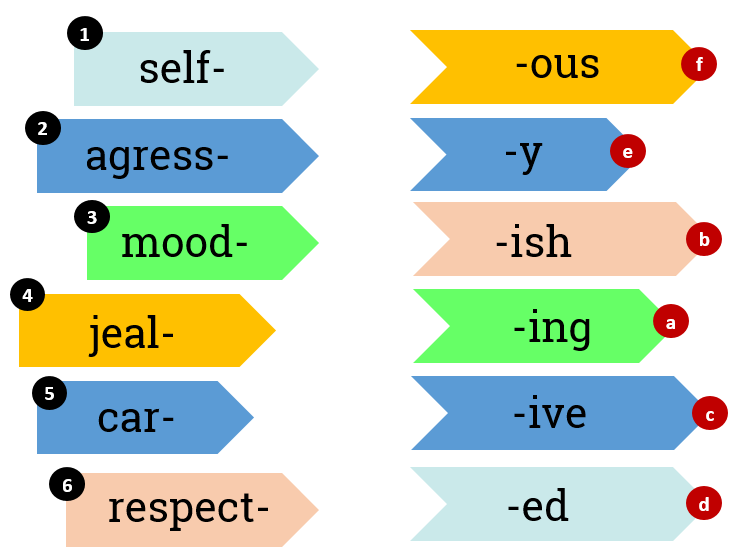 1 self-
-ous f
2 agress-
-y e
3 mood-
-ish b
4 jeal-
-ing a
5 car-
-ive c
6 respect-
-ed d